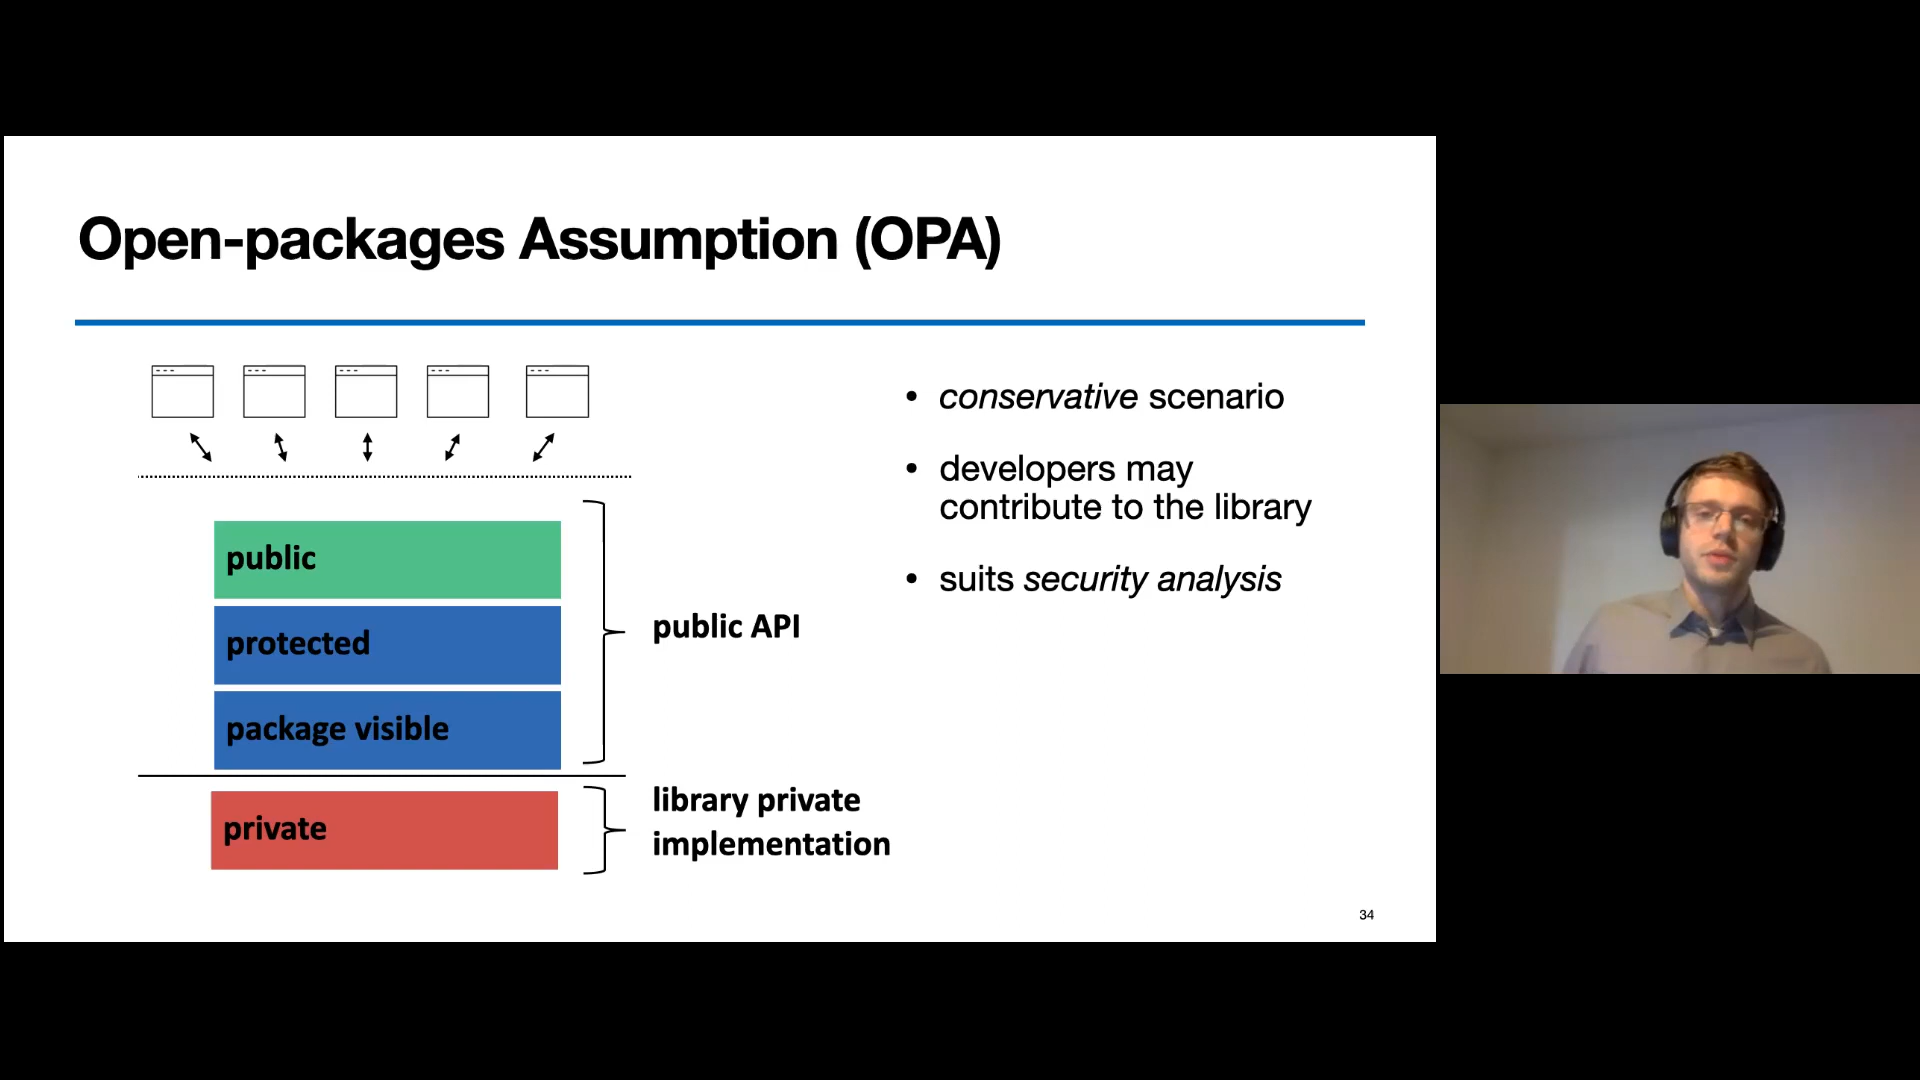 Open-packages Assumption (OPA)
public
protected
package visible
private
public API
library private
implementation
• conservative scenario
• developers may
contribute to the library
• suits security analysis
34